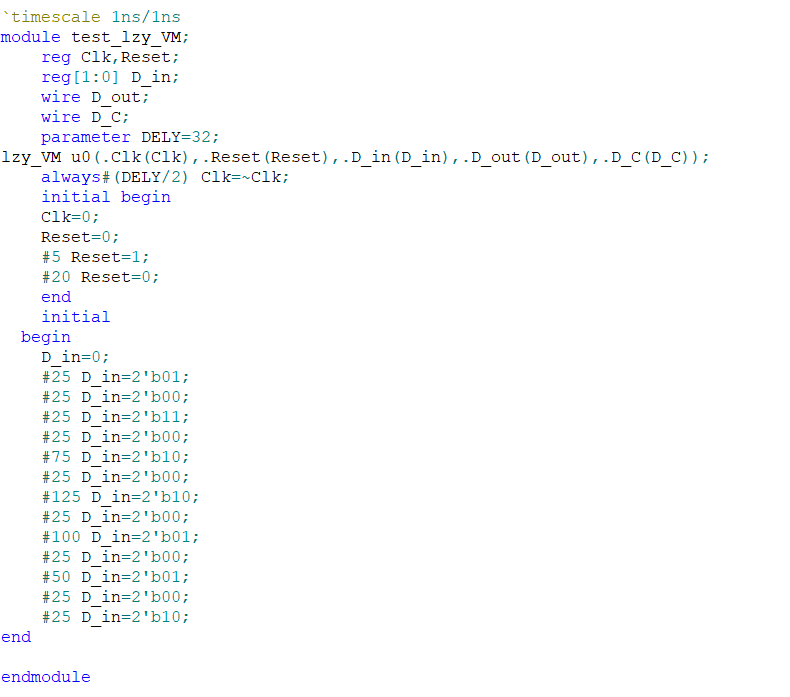 `timescale 1ns/1ns
module test_lzy_VM;
    reg Clk,Reset;
    reg[1:0] D_in;
    wire D_out;
    wire D_C;
    parameter DELY=32;
lzy_VM u0(.Clk(Clk),.Reset(Reset),.D_in(D_in),.D_out(D_out),.D_C(D_C));
    always#(DELY/2) Clk=~Clk;
    initial begin
    Clk=0;
    Reset=0;
    #5 Reset=1;
    #20 Reset=0;
    end
    initial
  begin
    D_in=0;
    #25 D_in=2'b01;
    #25 D_in=2'b00;
    #25 D_in=2'b11;
    #25 D_in=2'b00;
    #75 D_in=2'b10;
    #25 D_in=2'b00;
    #125 D_in=2'b10;
    #25 D_in=2'b00;
    #100 D_in=2'b01;
    #25 D_in=2'b00;
    #50 D_in=2'b01;
    #25 D_in=2'b00;
    #25 D_in=2'b10;
end

endmodule